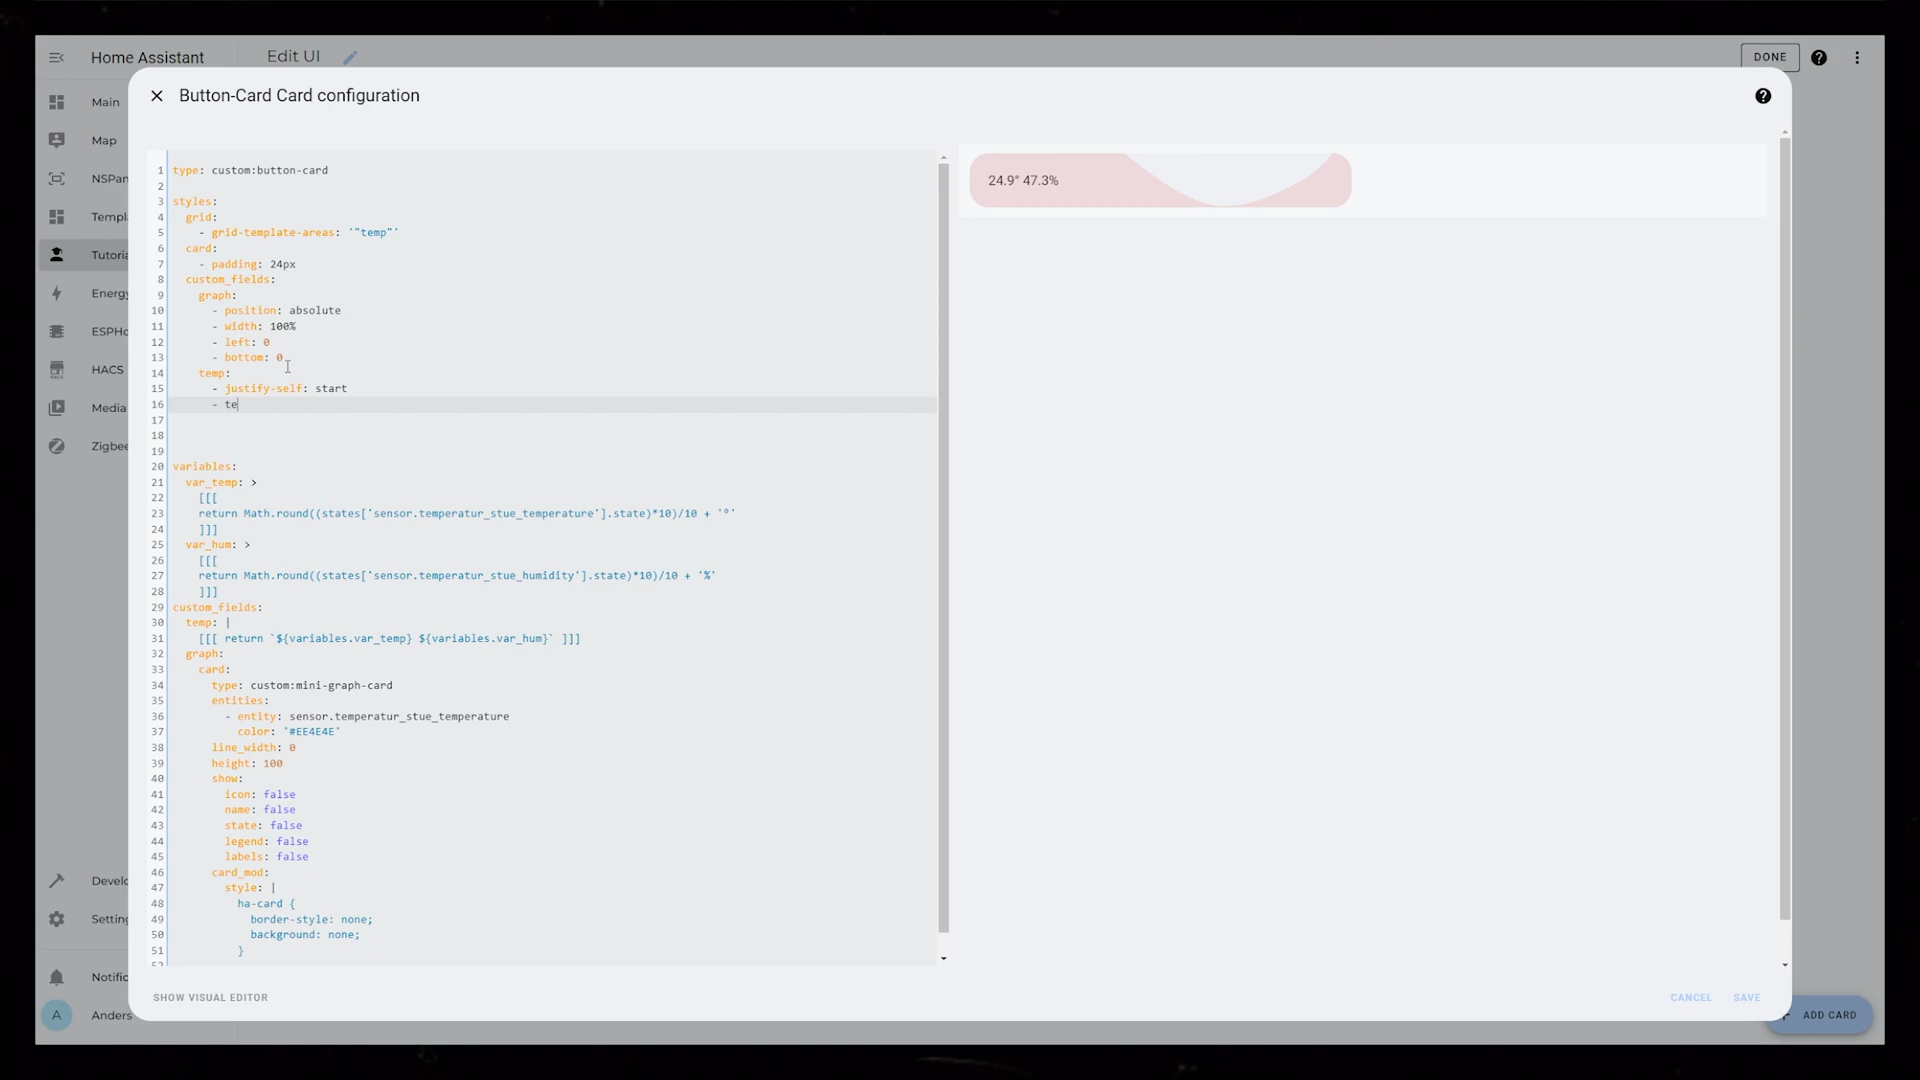 Home Assistant
Edit UI
DONE
Button-Card Card configuration
Main
Map
NSPan
Templ
Tutoria
Energy
ESPHo
HACS
Media
Zigbee
Develo
Setting
Notific
A
Anders
1 type: custom:button-card
2
3 styles:
4 grid:
5 - grid-template-areas: '"temp"'
6 card:
7 - padding: 24px
8 custom_fields:
9 graph:
10 - position: absolute
11 - width: 100%
12 - left: 0
13 - bottom: 0
14 temp:
15 - justify-self: start
16 - te
17
18
19
20 variables:
21 var_temp: >
22 [[[
23 return Math.round((states['sensor.temperatur_stue_temperature'].state)*10)/10 + '°'
24 ]]]
25 var_hum: >
26 [[[
27 return Math.round((states['sensor.temperatur_stue_humidity'].state)*10)/10 + '%'
28 ]]]
29 custom_fields:
30 temp: |
31 [[[ return `${variables.var_temp} ${variables.var_hum}` ]]]
32 graph:
33 card:
34 type: custom:mini-graph-card
35 entities:
36 - entity: sensor.temperatur_stue_temperature
37 color: '#EE4E4E'
38 line_width: 0
39 height: 100
40 show:
41 icon: false
42 name: false
43 state: false
44 legend: false
45 labels: false
46 card_mod:
47 style: |
48 ha-card {
49 border-style: none;
50 background: none;
51 }
52
24.9° 47.3%
SHOW VISUAL EDITOR
CANCEL
SAVE
ADD CARD